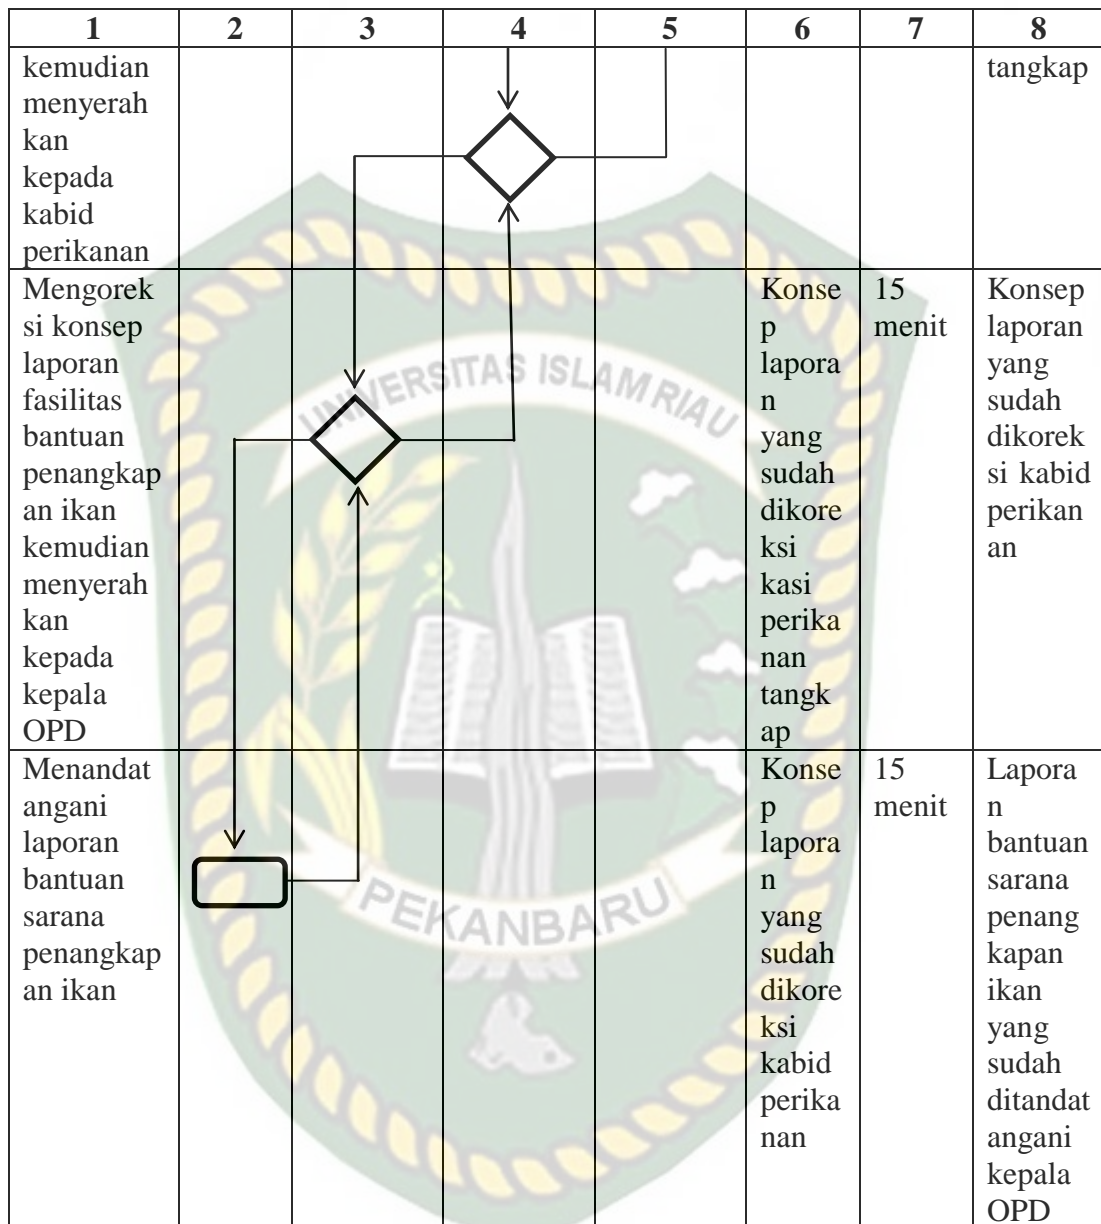 1 2 3 4 5 6 7 8
kemudian
menyerah
kan
kepada
kabid
perikanan
tangkap
Mengorek
si konsep
laporan
fasilitas
bantuan
penangkap
an ikan
kemudian
menyerah
kan
kepada
kepala
OPD
Konse
p
lapora
n
yang
sudah
dikore
ksi
kasi
perika
nan
tangk
ap
15
menit
Konsep
laporan
yang
sudah
dikorek
si kabid
perikan
an
Menandat
angani
laporan
bantuan
sarana
penangkap
an ikan
Konse
p
lapora
n
yang
sudah
dikore
ksi
kabid
perika
nan
15
menit
Lapora
n
bantuan
sarana
penang
kapan
ikan
yang
sudah
ditandat
angani
kepala
OPD
UNIVERSITAS ISLAM RIAU
PEKANBARU